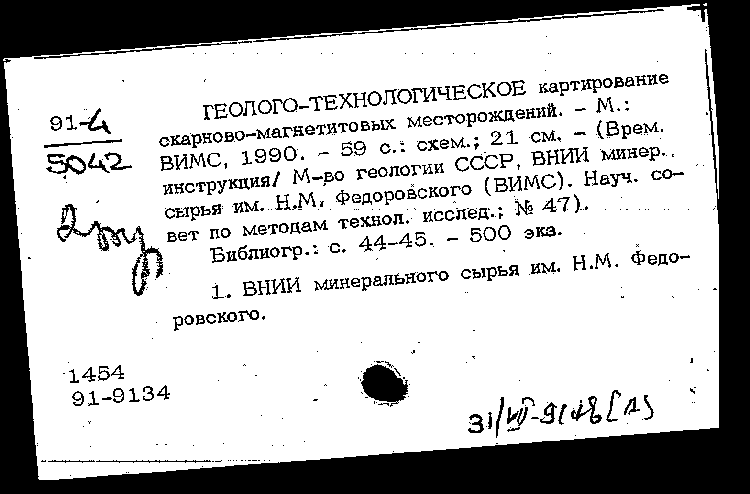 ГЕОЛОГО-ТЕХНОЛОГИЧЕСКОЕ картирование
91-4
скарново-магнетитовых месторождений. - М.:
5042
ВИМС, 1990. - 59 с.: схем.; 21 см. - (Врем.
инструкция/ М-во геологии СССР, ВНИИ минер.
сырья им. Н.М. Федоровского (ВИМС). Науч. со-
вет по методам технол. исслед.; № 47).
Библиогр.: с. 44-45. - 500 экз.
1. ВНИИ минерального сырья им. Н.М. Федо-
ровского.
1454
91-9134